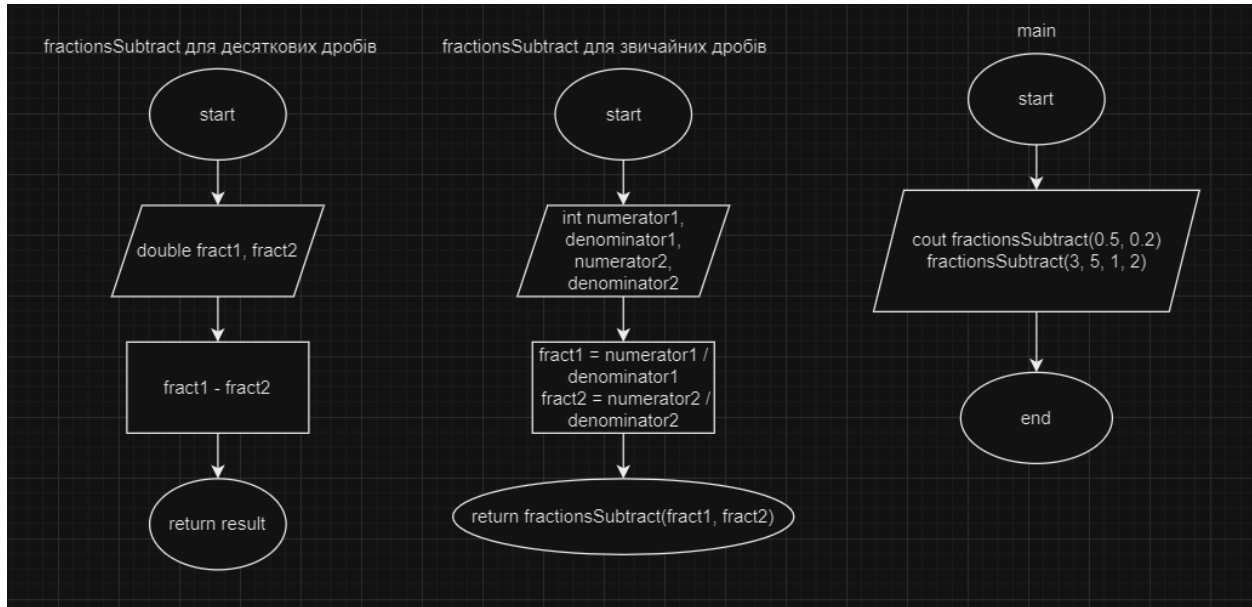 fractionsSubtract для десяткових дробів
start
double fract1, fract2
fract1 - fract2
return result
fractionsSubtract для звичайних дробів
start
int numerator1,
denominator1,
numerator2,
denominator2
fract1 = numerator1 /
denominator1
fract2 = numerator2 /
denominator2
return fractionsSubtract(fract1, fract2)
main
start
cout fractionsSubtract(0.5, 0.2)
fractionsSubtract(3, 5, 1, 2)
end